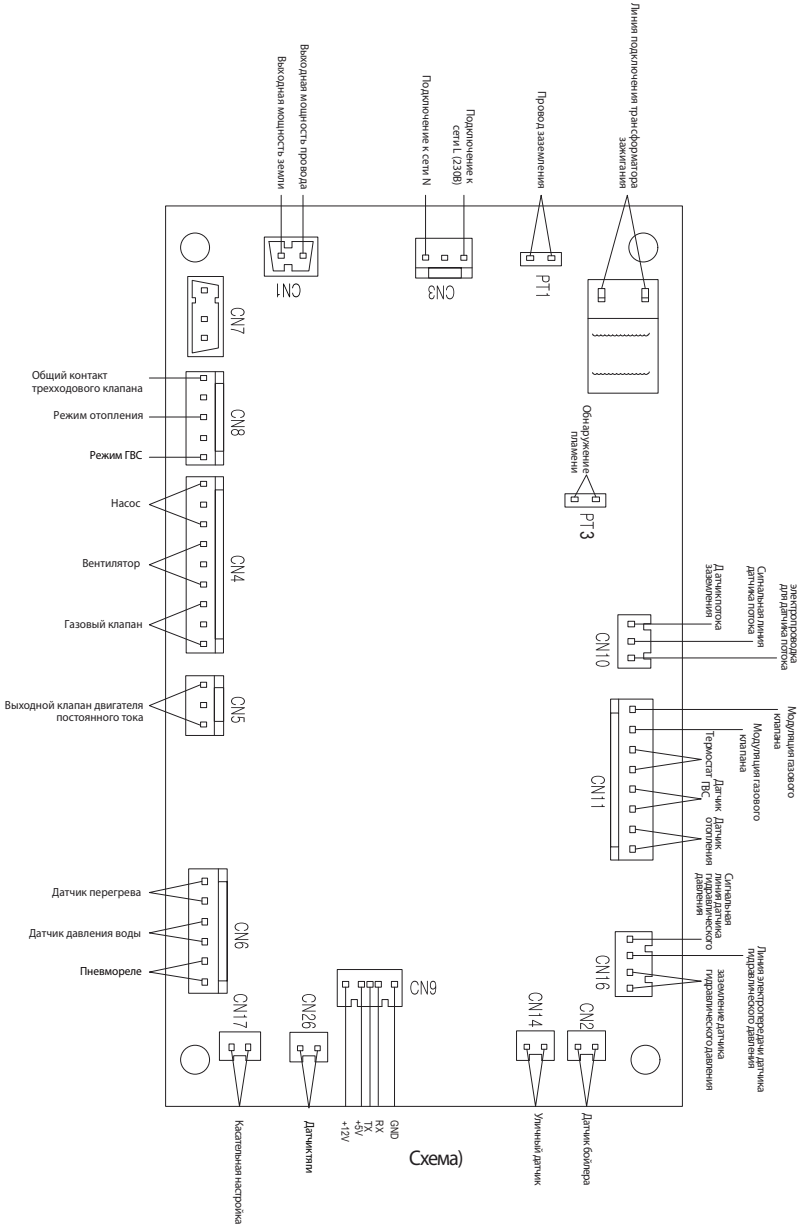 Линия подключения трансформатора
зажигания
Провод заземления
Подключение к
сети L (230В)
Подключение к сети N
Выходная мощность провода
Выходная мощность земли
CN1
CN3
PT1
CN7
Общий контакт
трехходового клапана
Режим отопления
Режим ГВС
CN8
Обнаружение
пламени
PT3
Насос
Вентилятор
Газовый клапан
CN4
электропроводка
для датчика потока
Сигнальная линия
датчика потока
Датчик потока
заземления
CN10
Выходной клапан двигателя
постоянного тока
CN5
Модуляция газового
клапана
Модуляция газового
клапана
Термостат
Датчик
ГВС
Датчик
отопления
CN11
Датчик перегрева
Датчик давления воды
Пневмореле
CN6
Сигнальная
линия датчика
гидравлического
давления
Линия электропередачи датчика
гидравлического давления
заземление датчика
гидравлического давления
CN16
CN17
CN26
CN9
CN14
CN2
Касательная настройка
Датчик тяги
+12V
+5V
TX
RX
GND
Уличный датчик
Датчик бойлера
Схема)